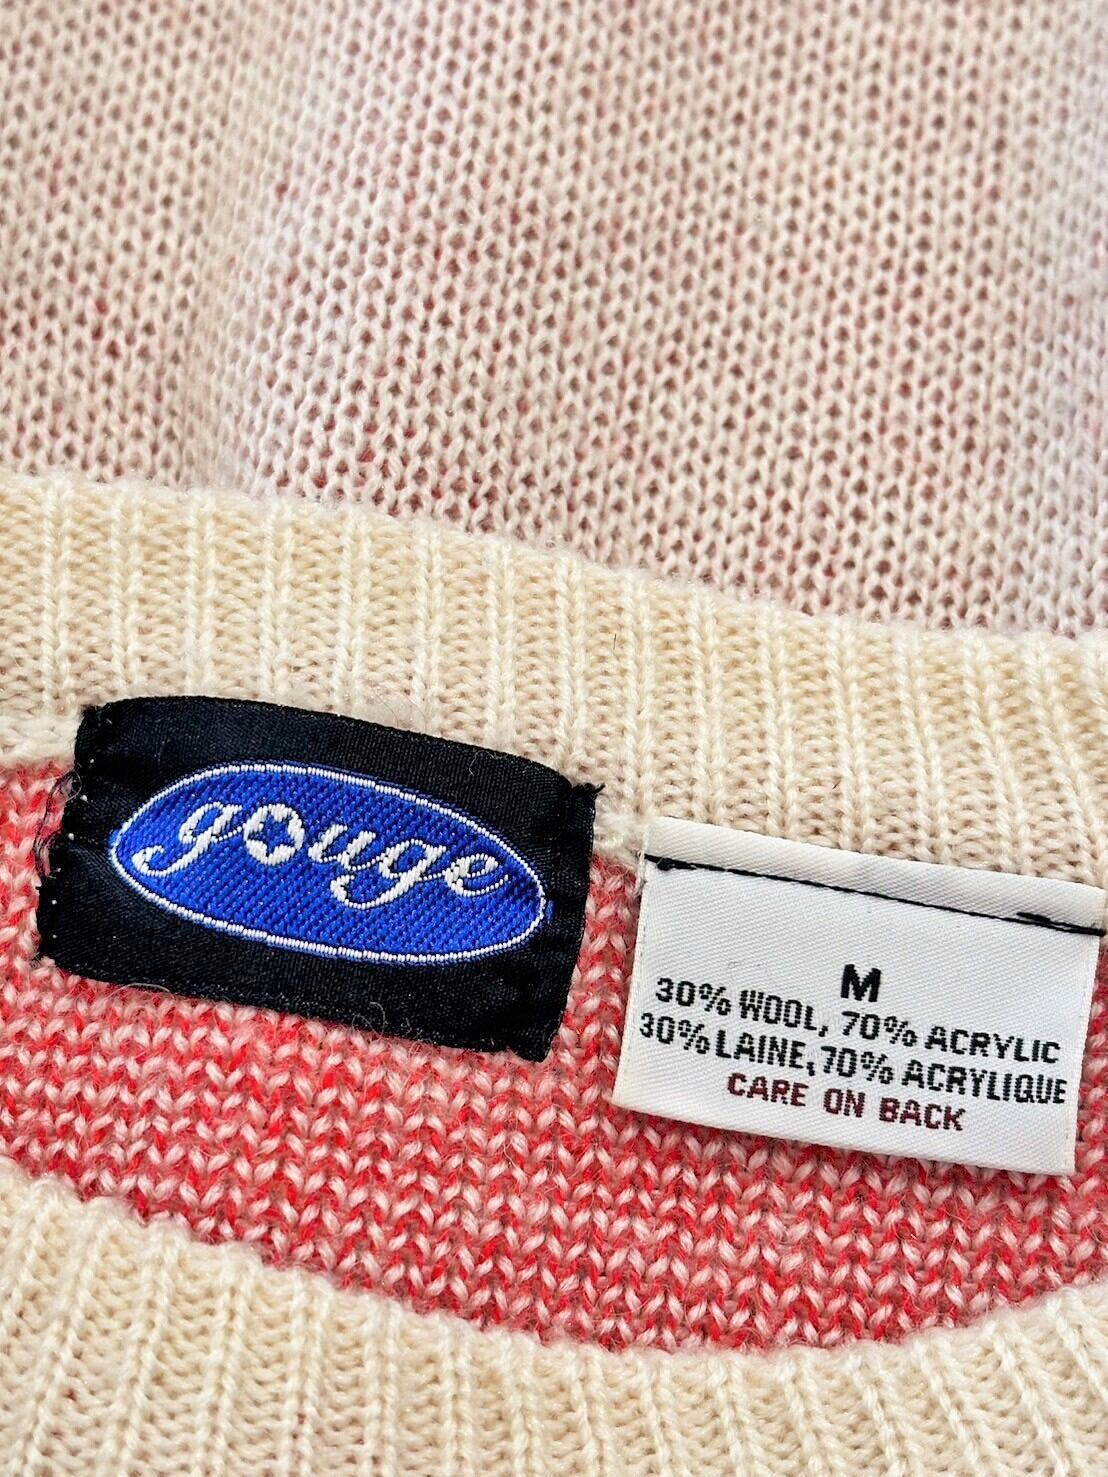 gouge
M
30% WOOL, 70% ACRYLIC
30% LAINE, 70% ACRYLIQUE
CARE ON BACK